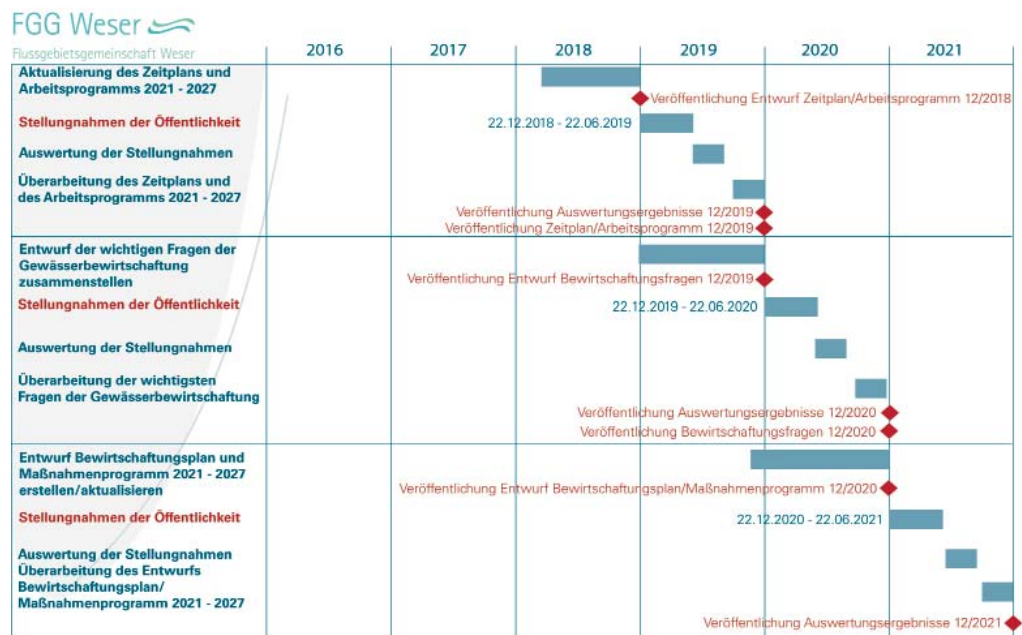 FGG Weser
Flussgebietsgemeinschaft Weser
2016 2017 2018 2019 2020 2021
Aktualisierung des Zeitplans und
Arbeitsprogramms 2021 - 2027
Veröffentlichung Entwurf Zeitplan/Arbeitsprogramm 12/2018
Stellungnahmen der Öffentlichkeit
22.12.2018 - 22.06.2019
Auswertung der Stellungnahmen
Überarbeitung des Zeitplans und
des Arbeitsprogramms 2021 - 2027
Veröffentlichung Auswertungsergebnisse 12/2019
Veröffentlichung Zeitplan/Arbeitsprogramm 12/2019
Entwurf der wichtigen Fragen der
Gewässerbewirtschaftung
zusammenstellen
Veröffentlichung Entwurf Bewirtschaftungsfragen 12/2019
Stellungnahmen der Öffentlichkeit
22.12.2019 - 22.06.2020
Auswertung der Stellungnahmen
Überarbeitung der wichtigsten
Fragen der Gewässerbewirtschaftung
Veröffentlichung Auswertungsergebnisse 12/2020
Veröffentlichung Bewirtschaftungsfragen 12/2020
Entwurf Bewirtschaftungsplan und
Maßnahmenprogramm 2021 - 2027
erstellen/aktualisieren
Veröffentlichung Entwurf Bewirtschaftungsplan/Maßnahmenprogramm 12/2020
Stellungnahmen der Öffentlichkeit
22.12.2020 - 22.06.2021
Auswertung der Stellungnahmen
Überarbeitung des Entwurfs
Bewirtschaftungsplan/
Maßnahmenprogramm 2021 - 2027
Veröffentlichung Auswertungsergebnisse 12/2021